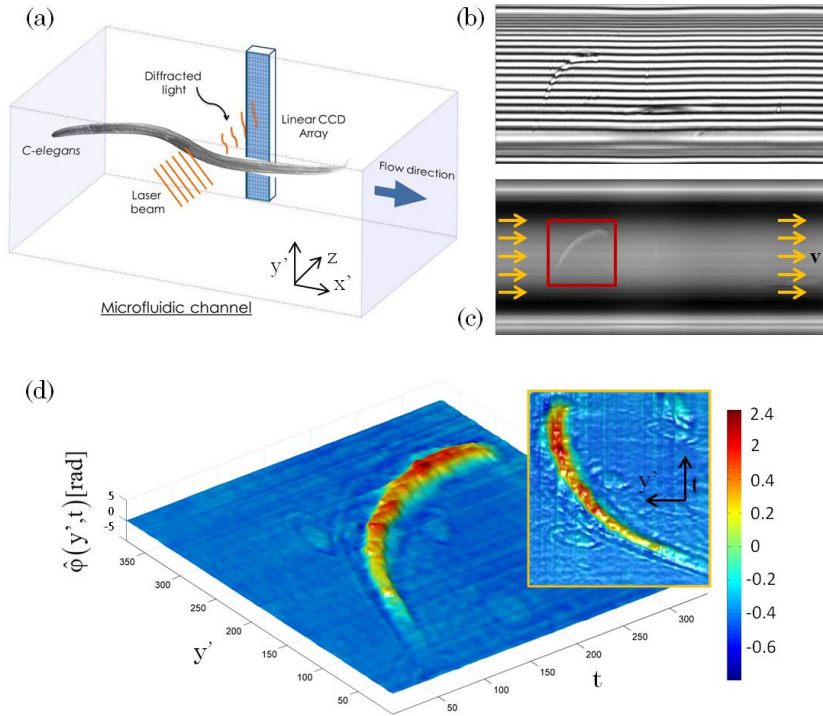 (a)
Diffracted
light
Linear CCD
Array
C-elegans
Laser
beam
Flow direction
y’
z
x’
Microfluidic channel
(b)
v
(c)
(d)
φ̂(y’,t)[rad]
5
0
-5
350
300
250
200
150
100
50
y’
50
100
150
200
250
300
t
y’
t
2.4
2
0.4
0.2
0
-0.2
-0.4
-0.6